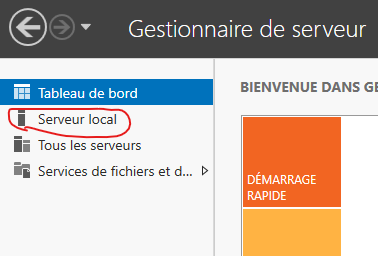 Gestionnaire de serveur
Tableau de bord
Serveur local
Tous les serveurs
Services de fichiers et d...
BIENVENUE DANS GE
DÉMARRAGE
RAPIDE